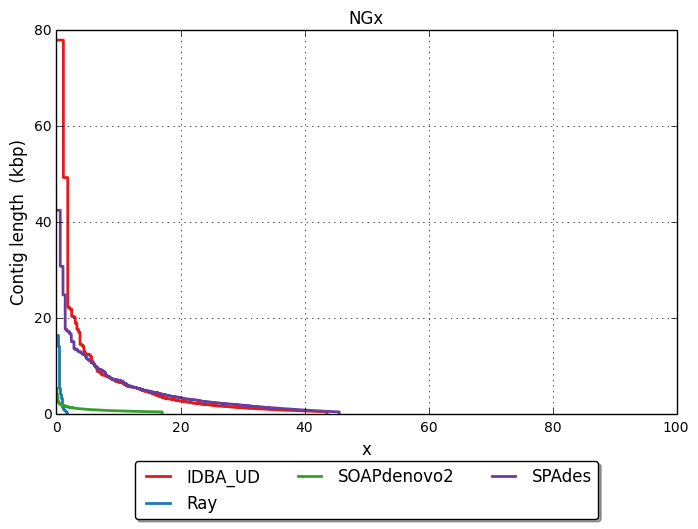 NGx
80
60
40
20
0
Contig length (kbp)
0 20 40 60 80 100
x
IDBA_UD SOAPdenovo2 SPAdes
Ray